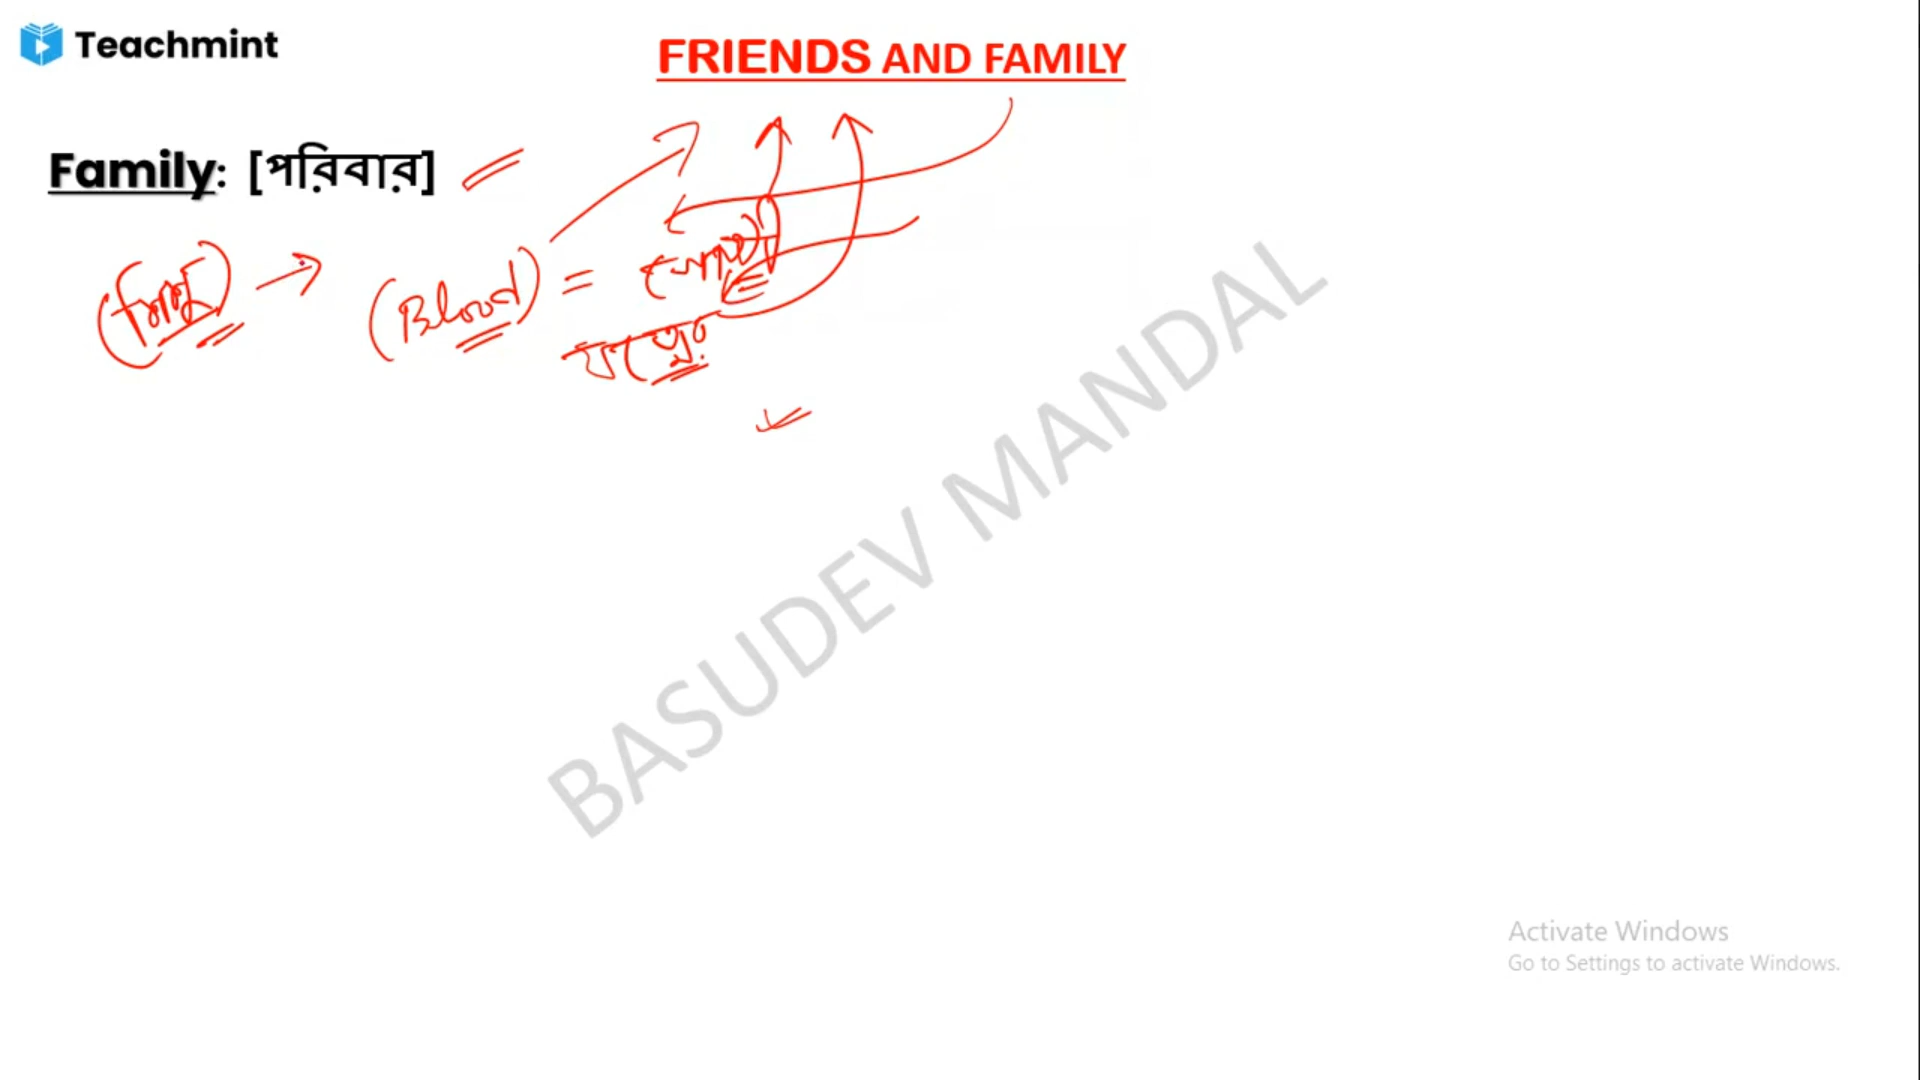 Teachmint
FRIENDS AND FAMILY
Family: [পরিবার]
(Blood) =
BASUDEV MANDAL
Activate Windows
Go to Settings to activate Windows.